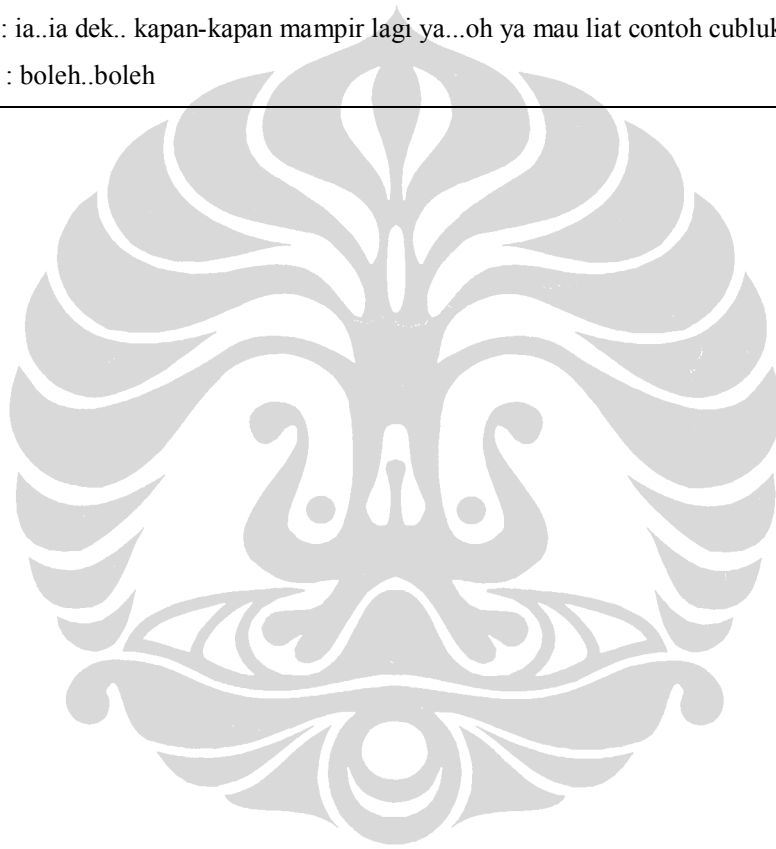 : ia..ia dek.. kapan-kapan mampir lagi ya...oh ya mau liat contoh cubluk
: boleh..boleh